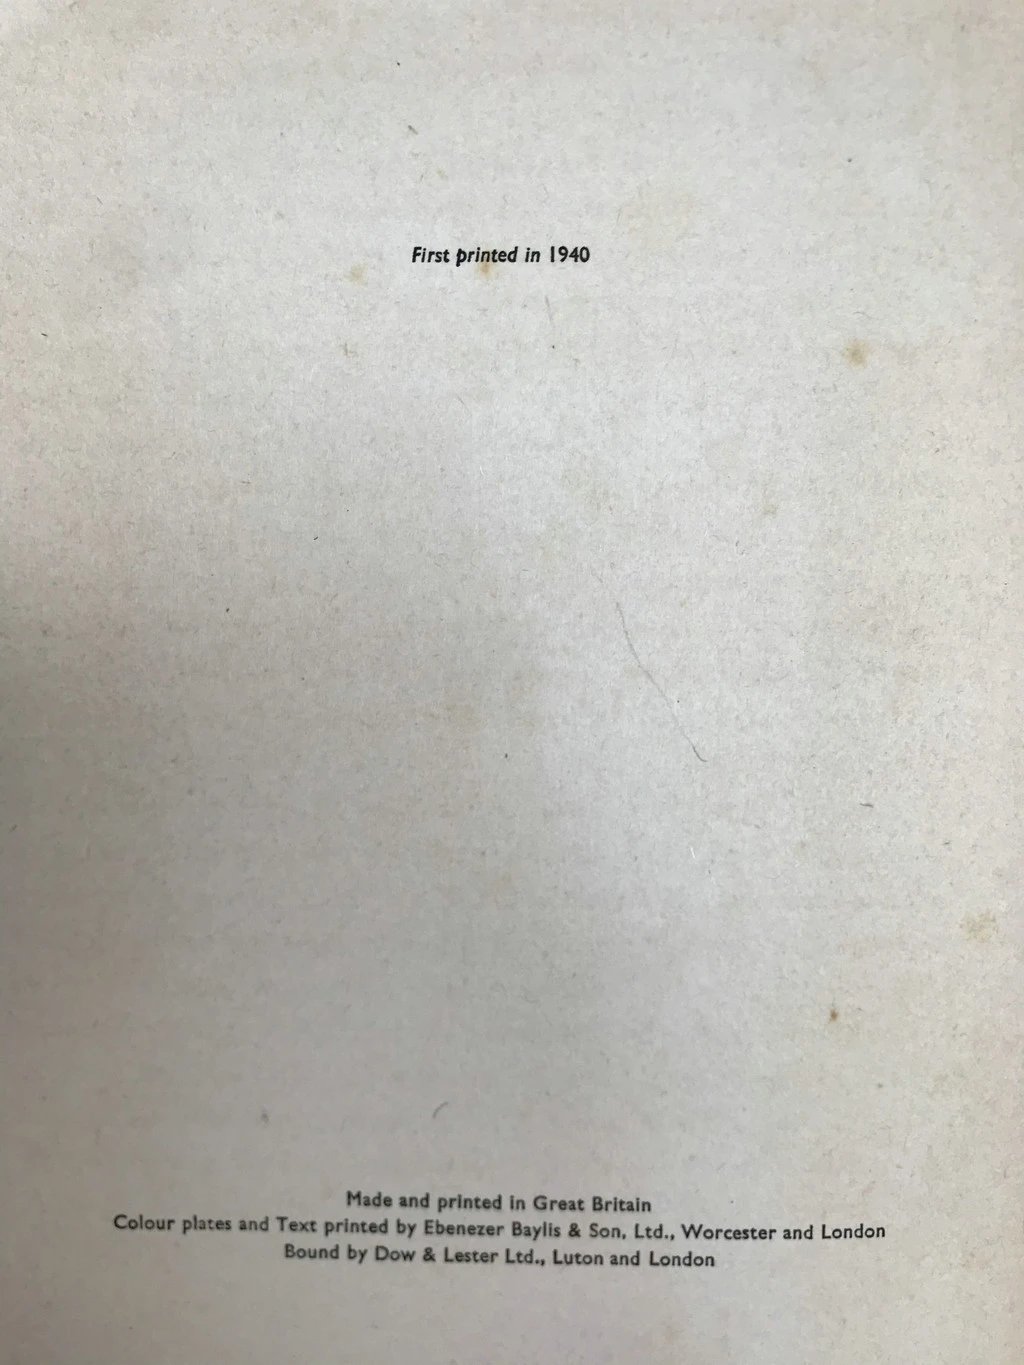 First printed in 1940
Made and printed in Great Britain
Colour plates and Text printed by Ebenezer Baylis & Son, Ltd., Worcester and London
Bound by Dow & Lester Ltd., Luton and London